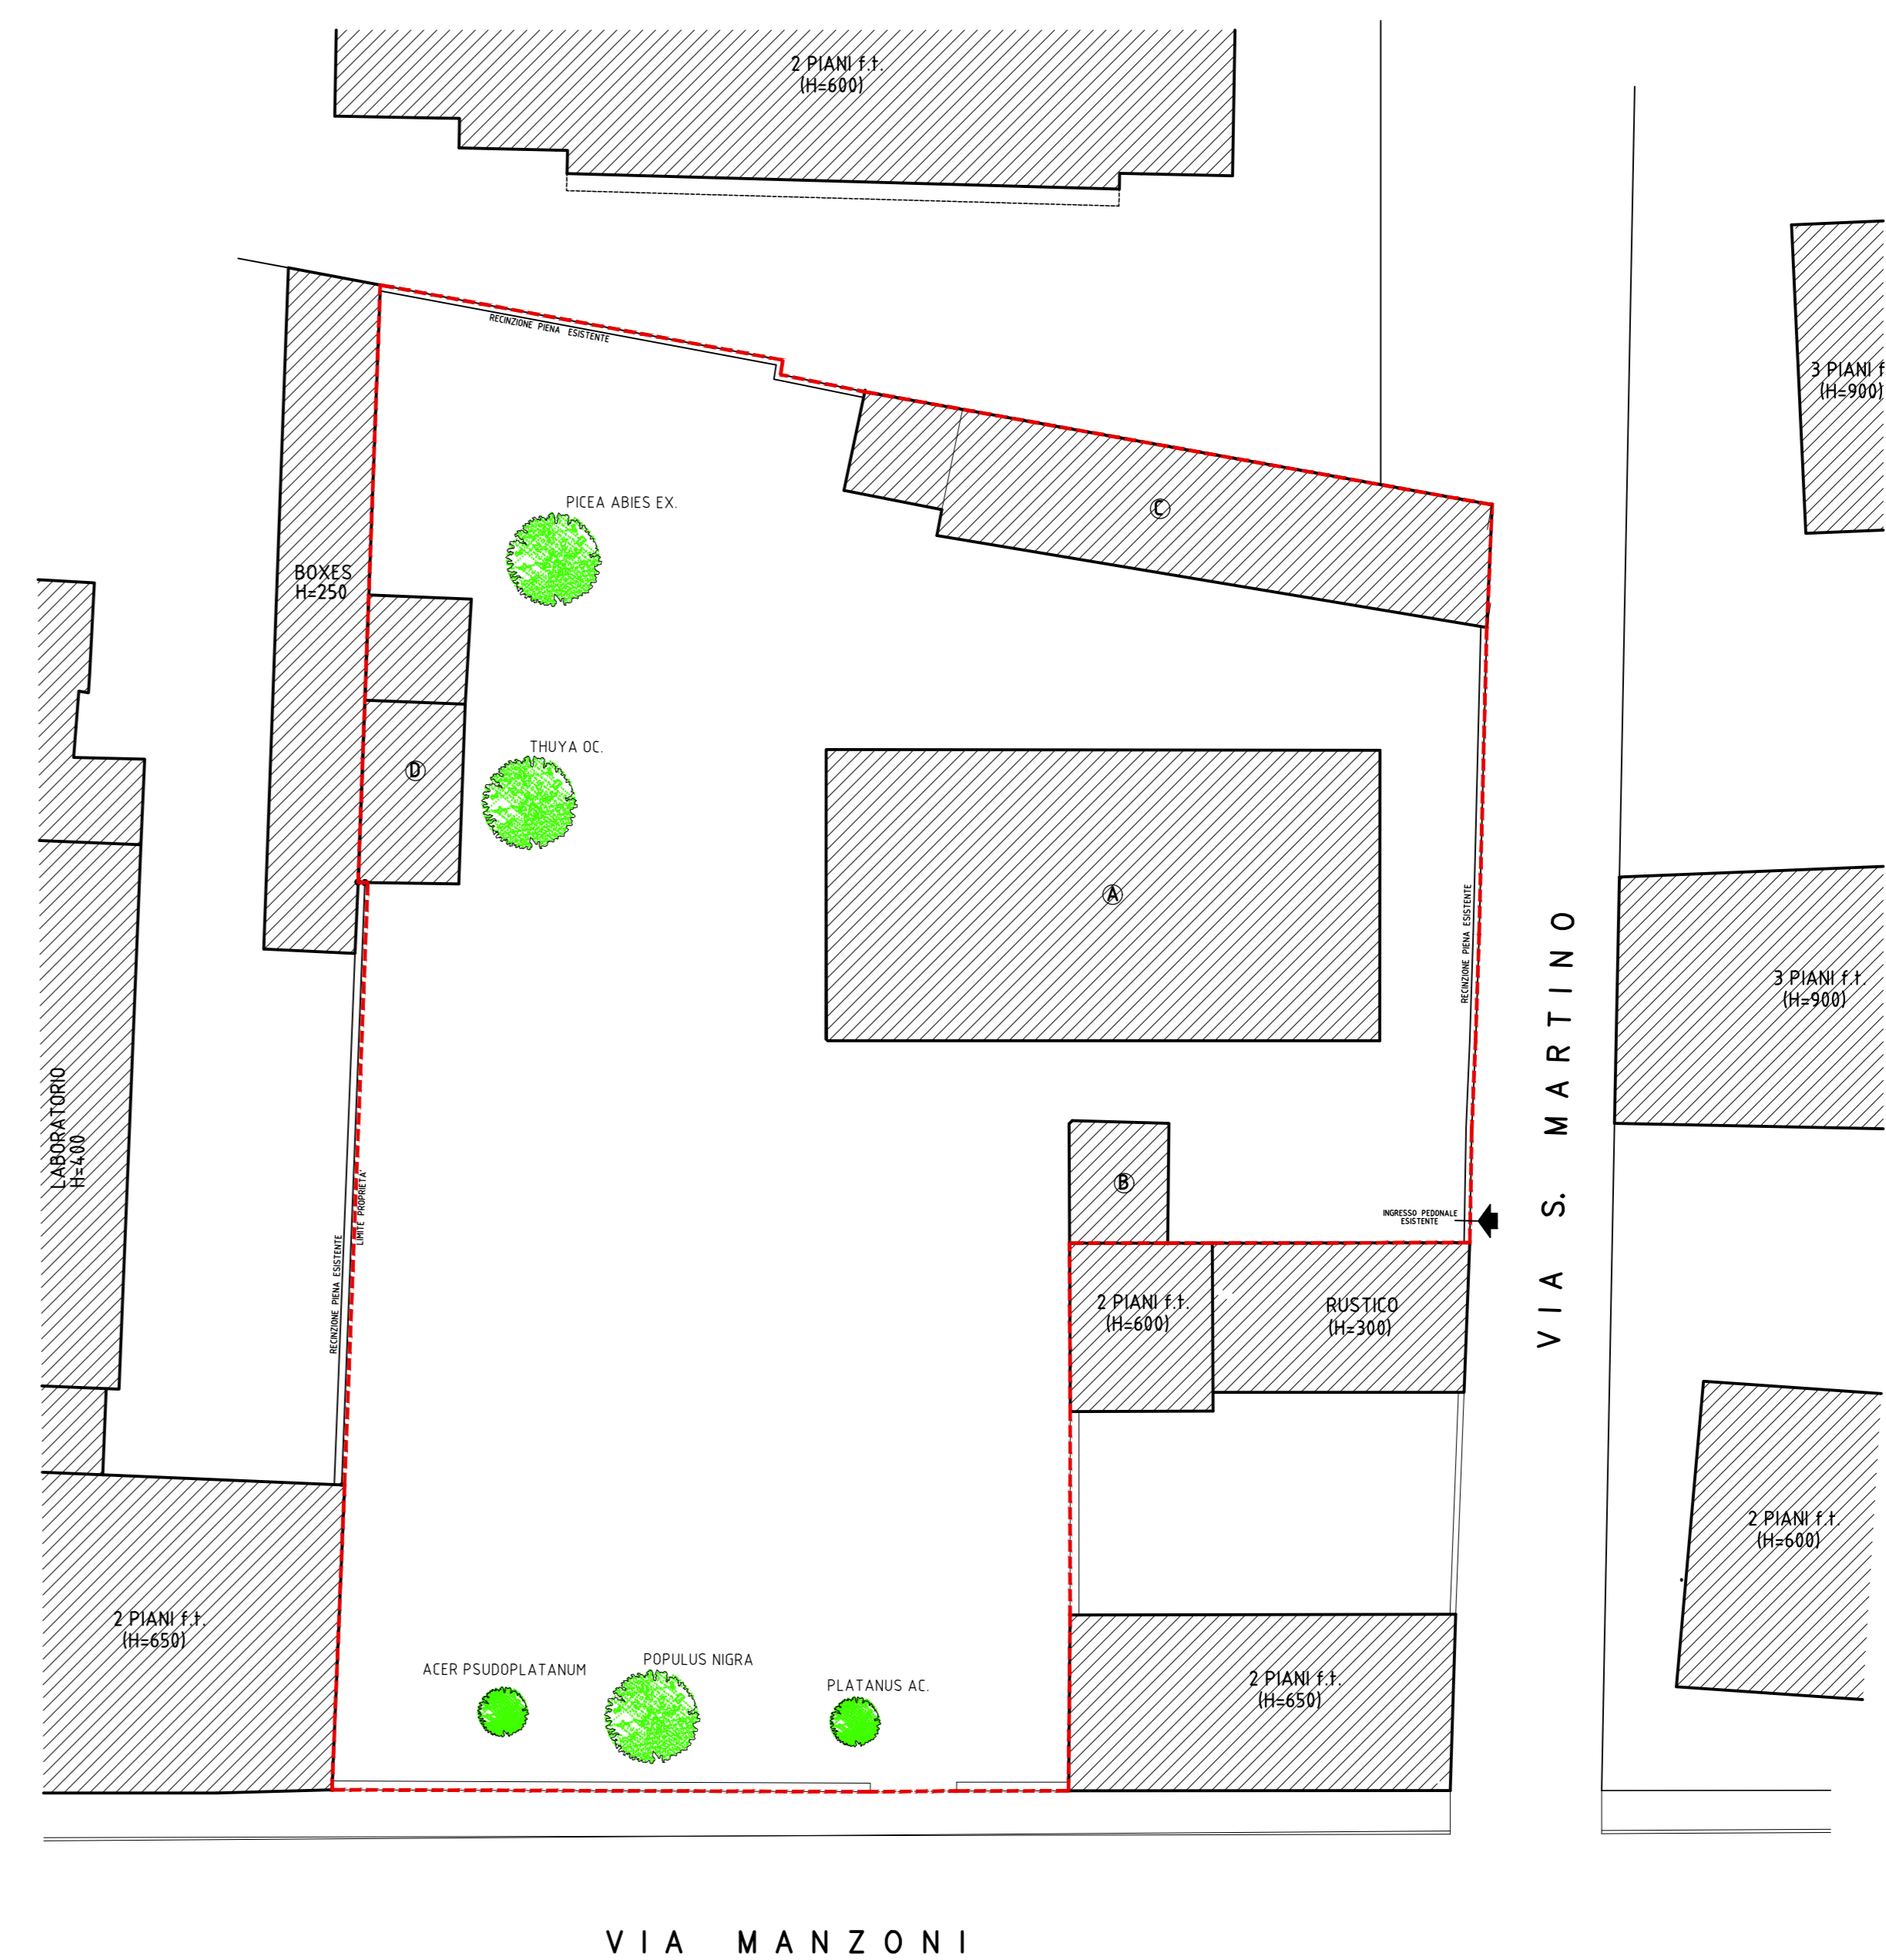 2 PIANI f.t.
(H=600)
RECINZIONE PIENA ESISTENTE
3 PIANI f
(H=900)
PICEA ABIES EX.
C
BOXES
H=250
THUYA OC.
D
A
RECINZIONE PIENA ESISTENTE
VIA S. MARTINO
3 PIANI f.t.
(H=900)
LABORATORIO
H=400
B
LIMITE PROPRIETA'
RECINZIONE PIENA ESISTENTE
INGRESSO PEDONALE
ESISTENTE
2 PIANI f.t.
(H=600)
RUSTICO
(H=300)
2 PIANI f.t.
(H=600)
2 PIANI f.t.
(H=650)
ACER PSUDOPLATANUM
POPULUS NIGRA
PLATANUS AC.
2 PIANI f.t.
(H=650)
VIA MANZONI